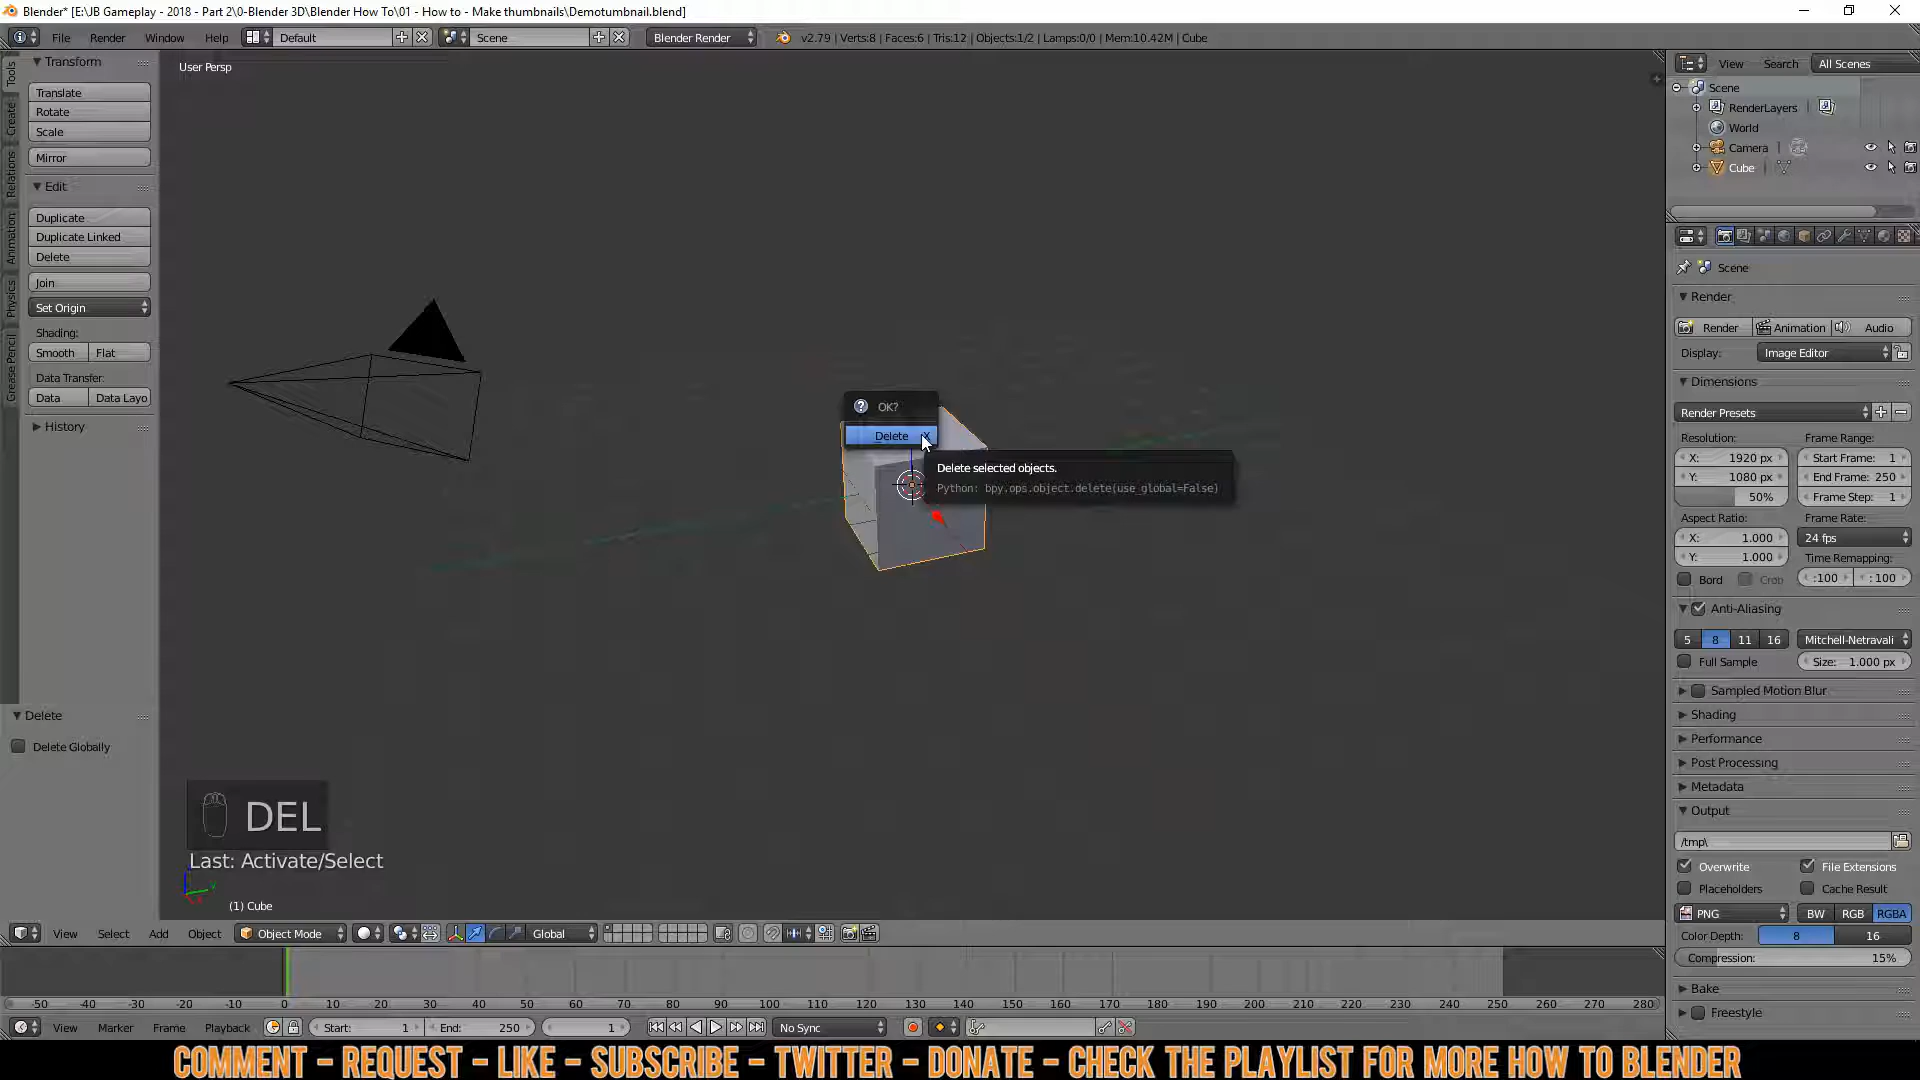 Blender* [E:\JB Gameplay - 2018 - Part 2\0-Blender 3D\Blender How To\01 - How to - Make thumbnails\Demotumbnail.blend]
File Render Window Help Default Scene Blender Render v2.79 | Verts:8 | Faces:6 | Tris:12 | Objects:1/2 | Lamps:0/0 | Mem:10.42M | Cube
Tools
Create
Relations
Animation
Physics
Grease Pencil
Transform
Translate
Rotate
Scale
Mirror
Edit
Duplicate
Duplicate Linked
Delete
Join
Set Origin
Shading:
Smooth Flat
Data Transfer:
Data Data Layo
History
Delete
Delete Globally
User Persp
OK?
Delete X
Delete selected objects.
Python: bpy.ops.object.delete(use_global=False)
DEL
Last: Activate/Select
(1) Cube
View Select Add Object Object Mode Global
-50 -40 -30 -20 -10 0 10 20 30 40 50 60 70 80 90 100 110 120 130 140 150 160 170 180 190 200 210 220 230 240 250 260 270 280
View Marker Frame Playback Start: 1 End: 250 1 No Sync
View Search All Scenes
Scene
RenderLayers
World
Camera
Cube
Scene
Render
Render Animation Audio
Display: Image Editor
Dimensions
Render Presets
Resolution: Frame Range:
X: 1920 px Start Frame: 1
Y: 1080 px End Frame: 250
50% Frame Step: 1
Aspect Ratio: Frame Rate:
X: 1.000 24 fps
Y: 1.000 Time Remapping:
Bord Crop :100 :100
Anti-Aliasing
5 8 11 16 Mitchell-Netravali
Full Sample Size: 1.000 px
Sampled Motion Blur
Shading
Performance
Post Processing
Metadata
Output
/tmp\
Overwrite File Extensions
Placeholders Cache Result
PNG BW RGB RGBA
Color Depth: 8 16
Compression: 15%
Bake
Freestyle
COMMENT - REQUEST - LIKE - SUBSCRIBE - TWITTER - DONATE - CHECK THE PLAYLIST FOR MORE HOW TO BLENDER